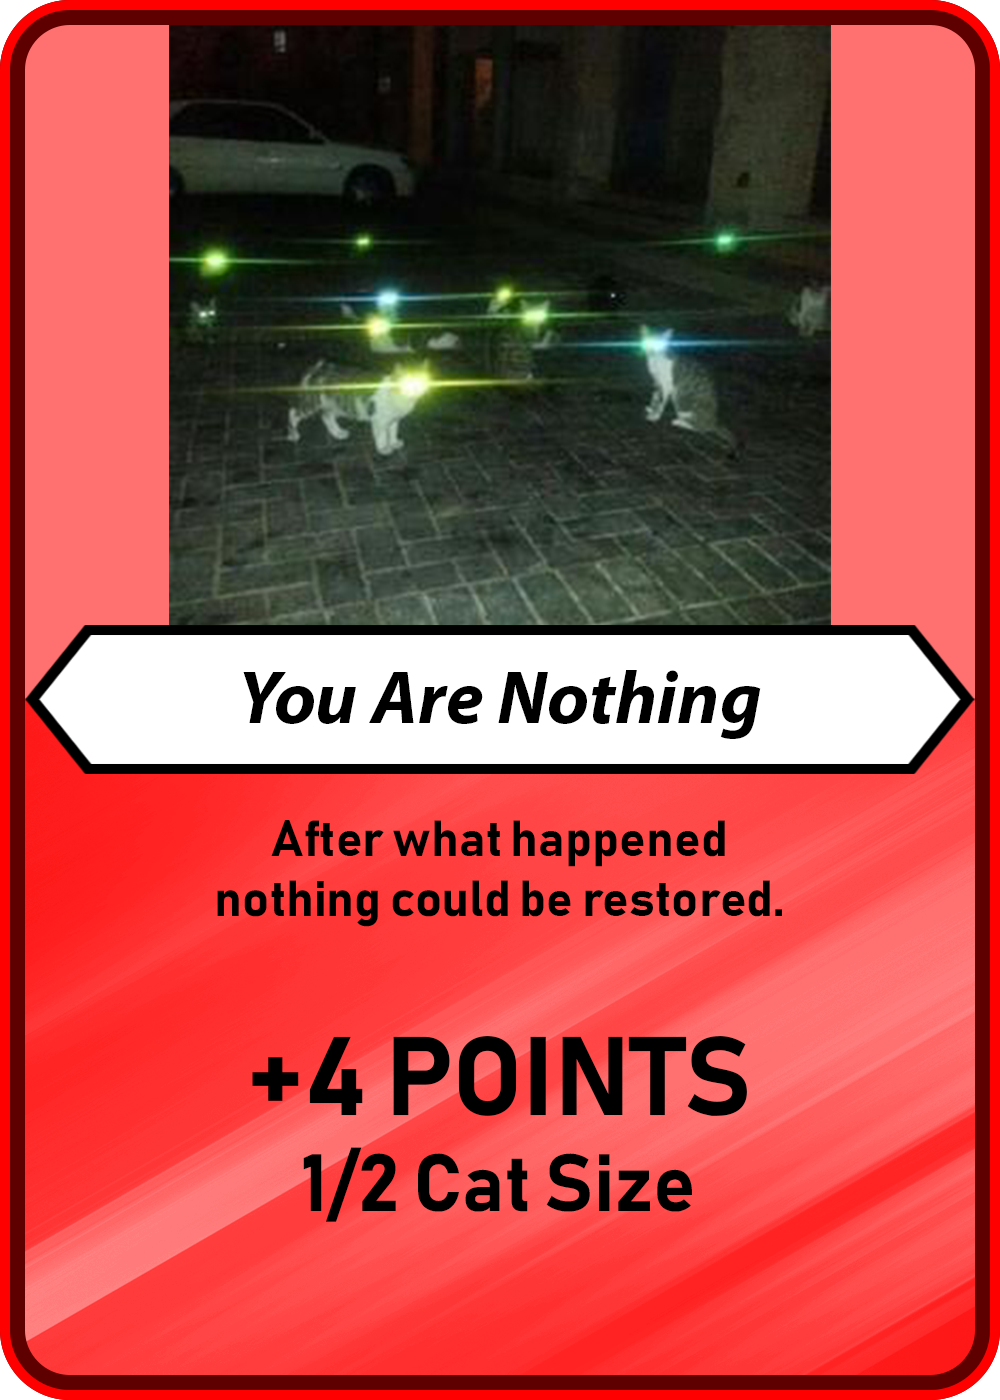 You Are Nothing
After what happened
nothing could be restored.
+4 POINTS
1/2 Cat Size